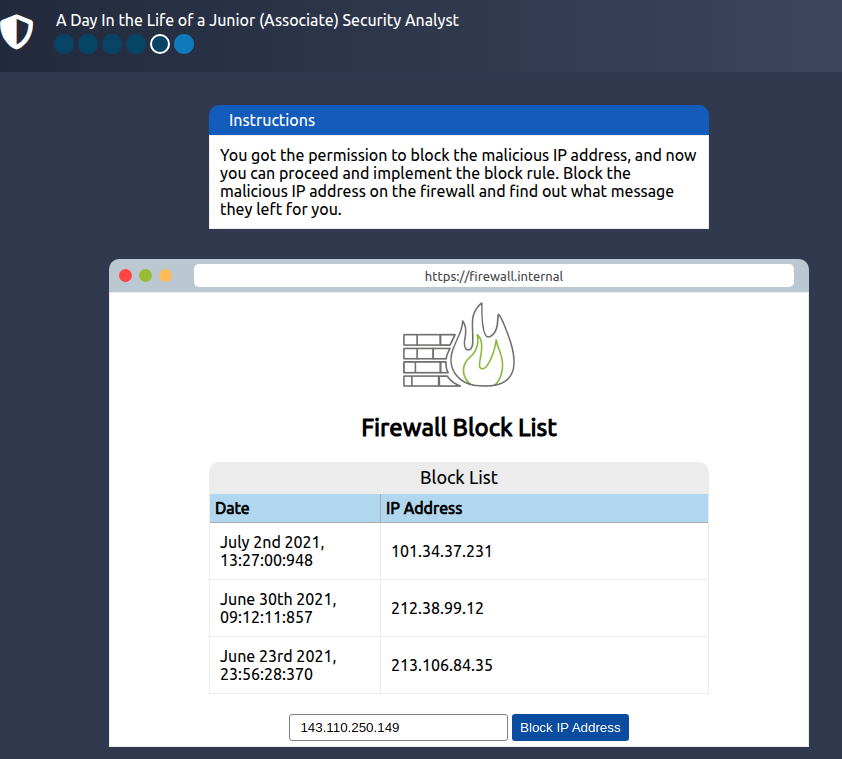 A Day In the Life of a Junior (Associate) Security Analyst
Instructions
You got the permission to block the malicious IP address, and now
you can proceed and implement the block rule. Block the
malicious IP address on the firewall and find out what message
they left for you.
https://firewall.internal
Firewall Block List
Block List
Date IP Address
July 2nd 2021,
13:27:00:948
101.34.37.231
June 30th 2021,
09:12:11:857
212.38.99.12
June 23rd 2021,
23:56:28:370
213.106.84.35
143.110.250.149 Block IP Address